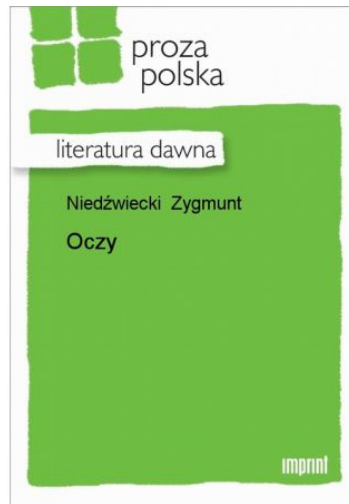 proza
polska
literatura dawna
Niedźwiecki Zygmunt
Oczy
imprint